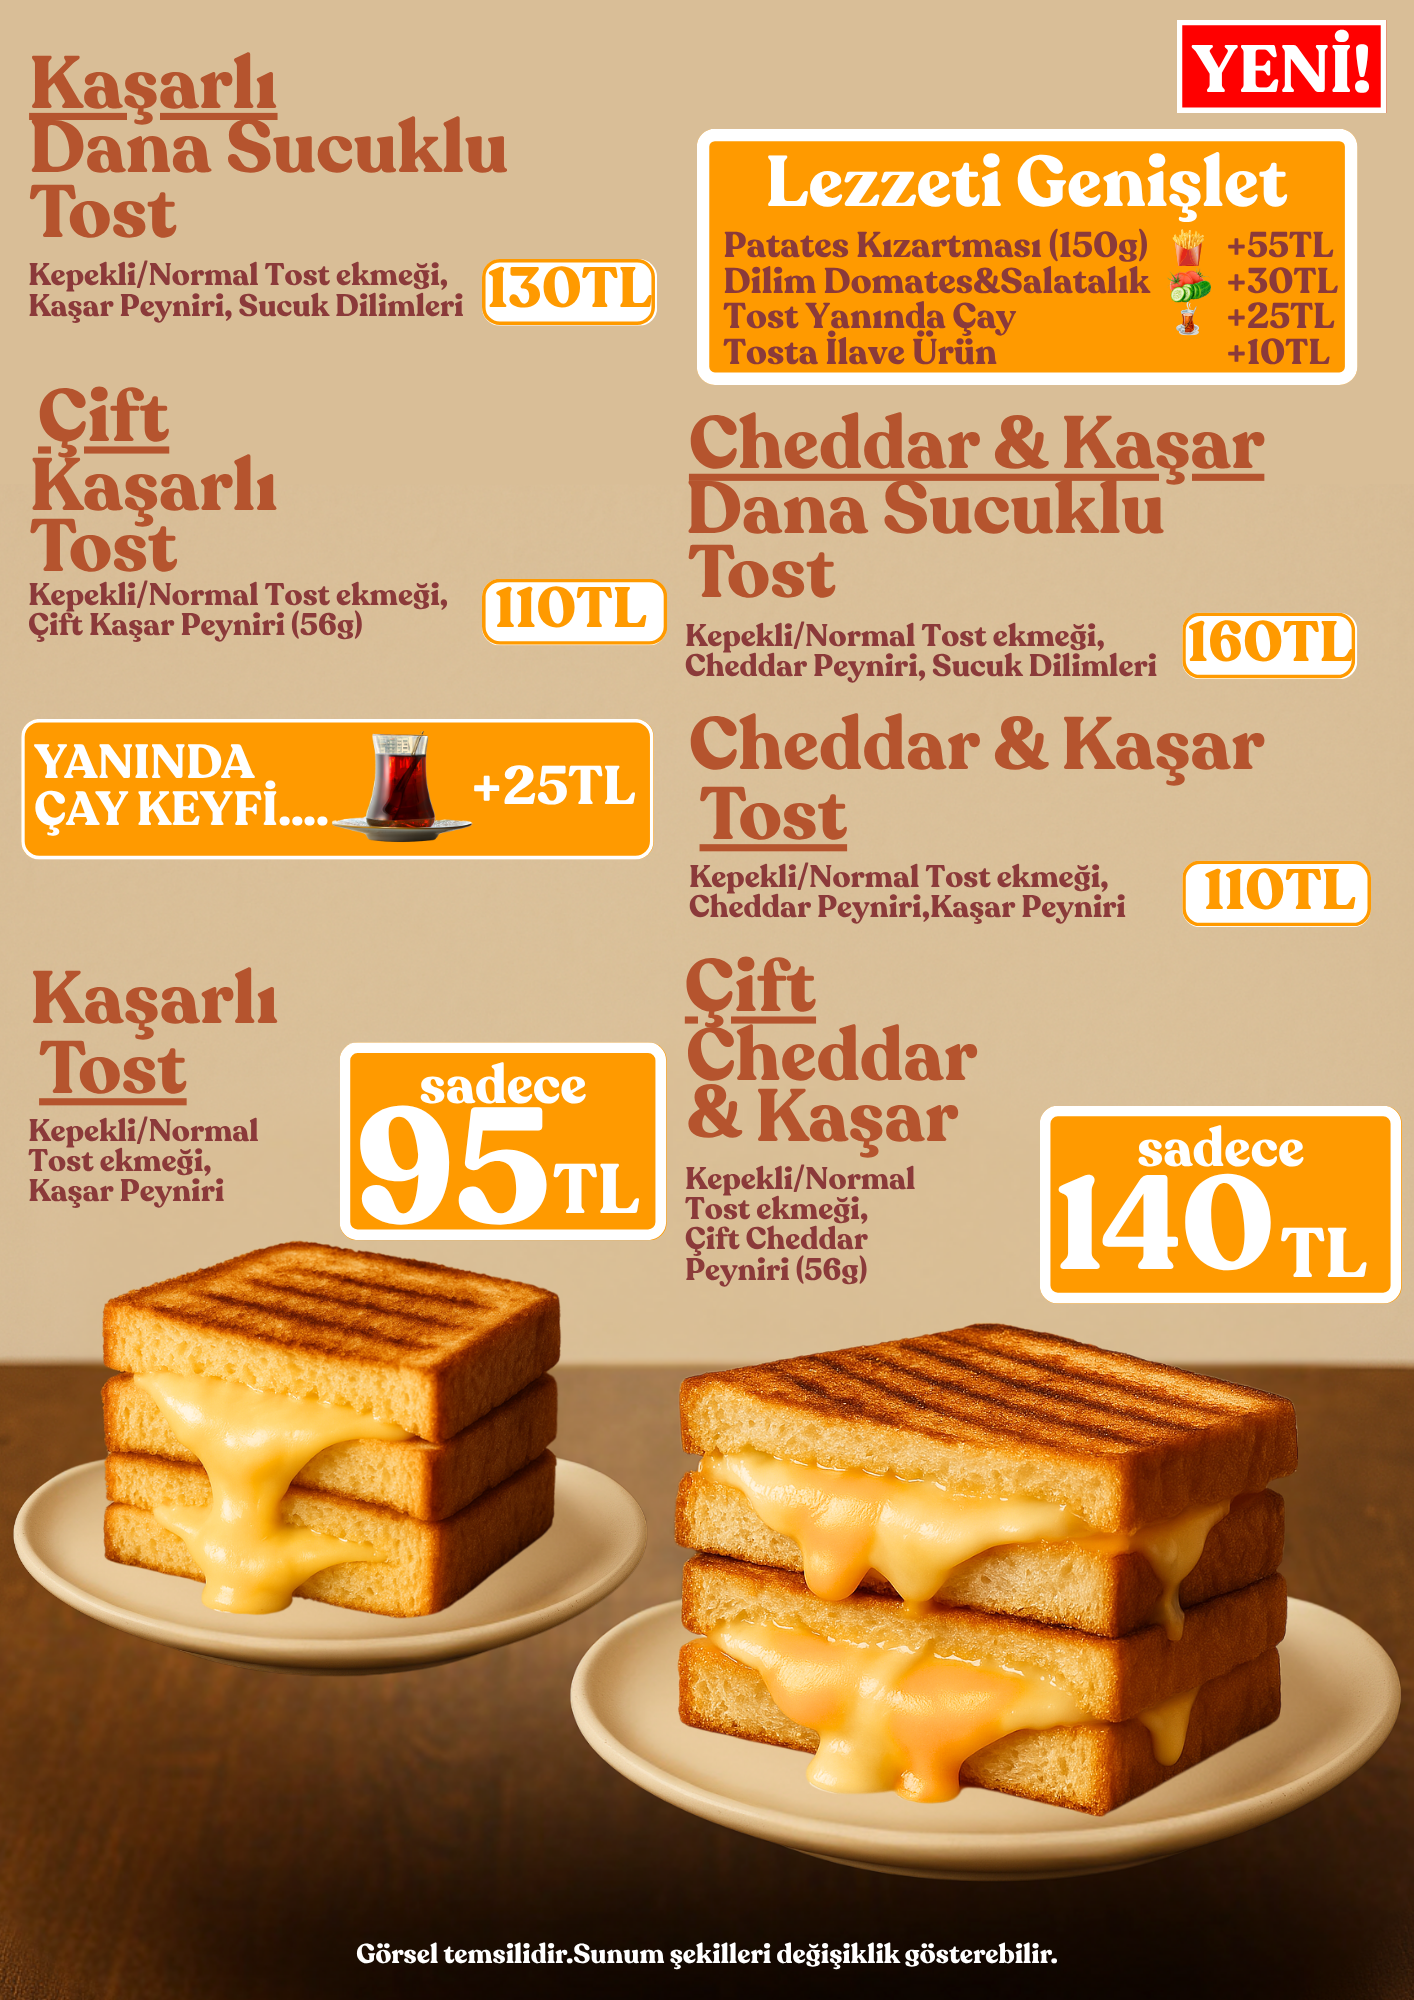 YENİ!
Kaşarlı
Dana Sucuklu
Tost
Kepekli/Normal Tost ekmeği,
Kaşar Peyniri, Sucuk Dilimleri
130TL
Lezzeti Genişlet
Patates Kızartması (150g) +55TL
Dilim Domates&Salatalık +30TL
Tost Yanında Çay +25TL
Tosta İlave Ürün +10TL
Çift
Kaşarlı
Tost
Kepekli/Normal Tost ekmeği,
Çift Kaşar Peyniri (56g)
110TL
Cheddar & Kaşar
Dana Sucuklu
Tost
Kepekli/Normal Tost ekmeği,
Cheddar Peyniri, Sucuk Dilimleri
160TL
YANINDA
ÇAY KEYFİ....
+25TL
Cheddar & Kaşar
Tost
Kepekli/Normal Tost ekmeği,
Cheddar Peyniri,Kaşar Peyniri
110TL
Kaşarlı
Tost
Kepekli/Normal
Tost ekmeği,
Kaşar Peyniri
sadece
95TL
Çift
Cheddar
& Kaşar
Kepekli/Normal
Tost ekmeği,
Çift Cheddar
Peyniri (56g)
sadece
140TL
Görsel temsilidir.Sunum şekilleri değişiklik gösterebilir.